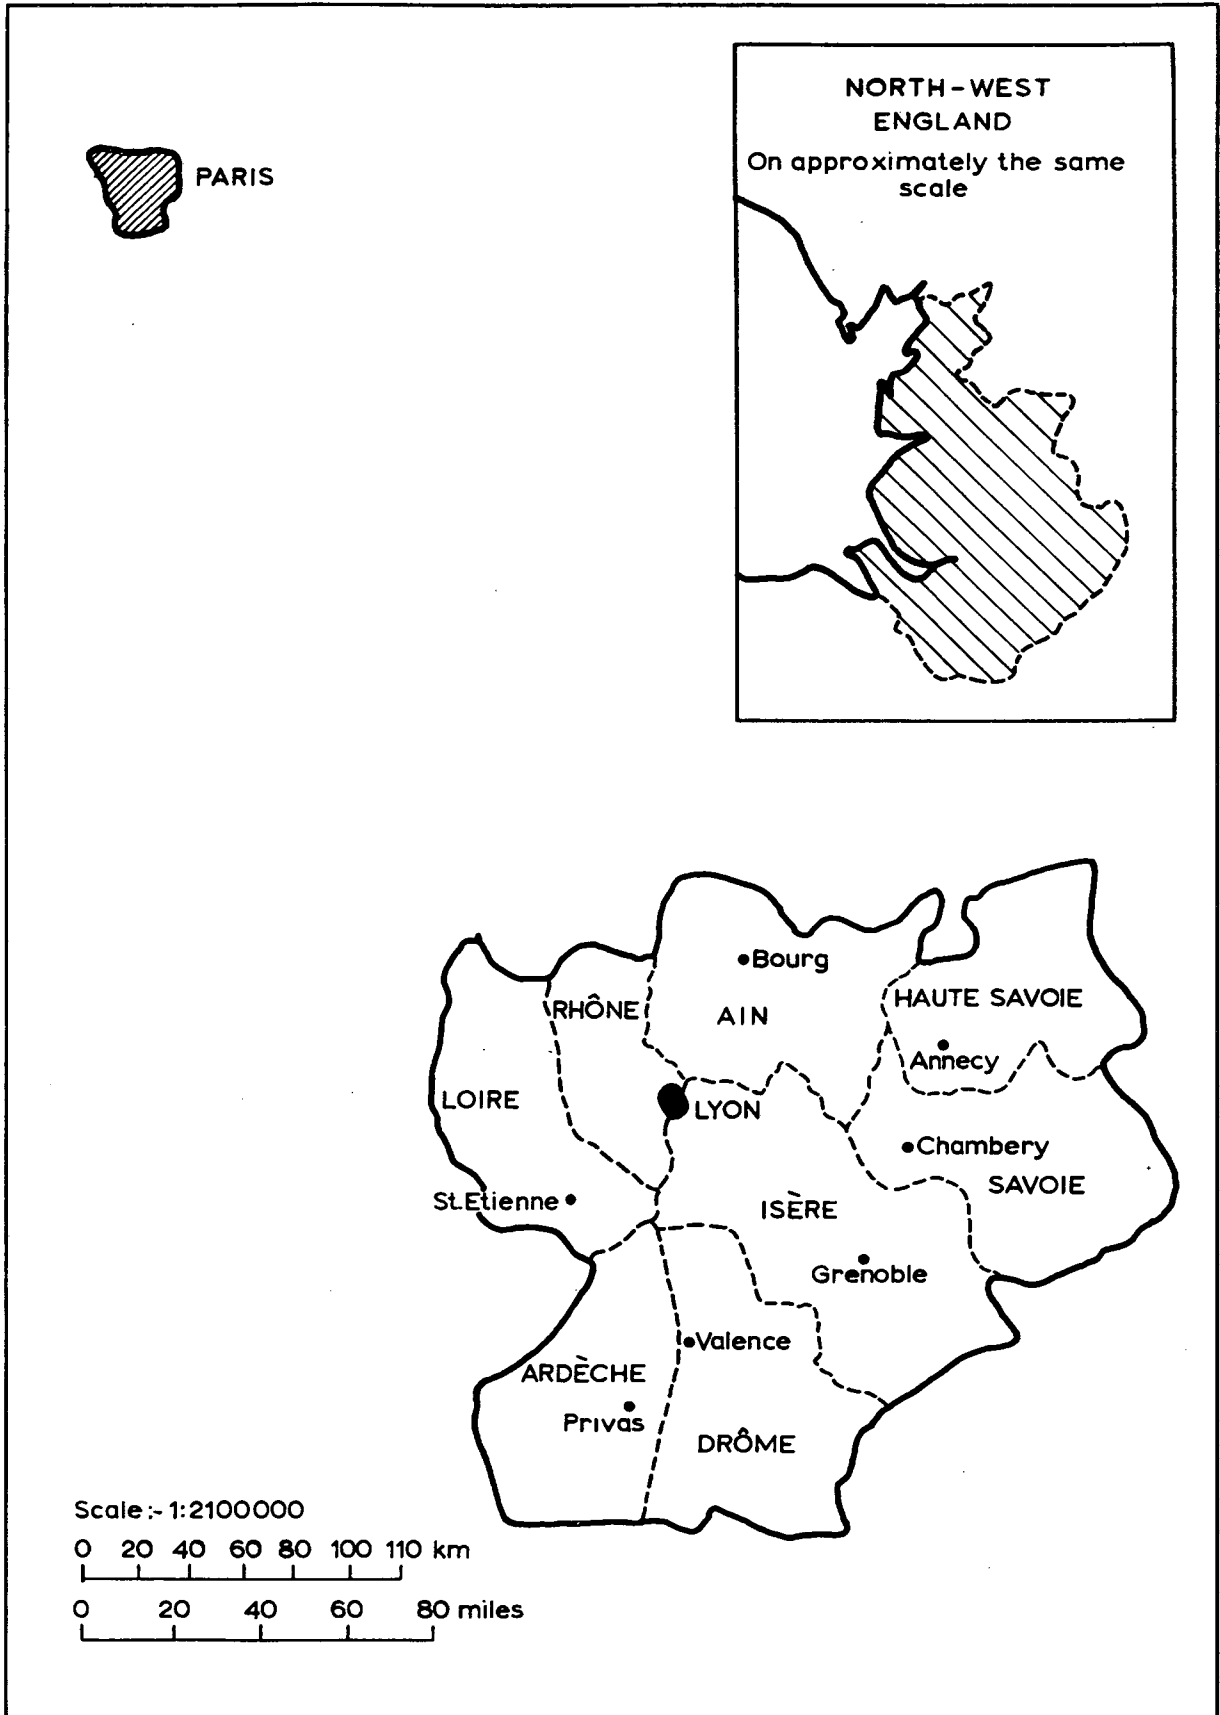 NORTH-WEST
ENGLAND
On approximately the same
scale
PARIS
Bourg
RHÔNE
AIN
HAUTE SAVOIE
Annecy
LOIRE
LYON
Chambery
SAVOIE
St.Etienne
ISÈRE
Grenoble
Valence
ARDÈCHE
Privas
DRÔME
Scale:- 1:2100000
0 20 40 60 80 100 110 km
0 20 40 60 80 miles